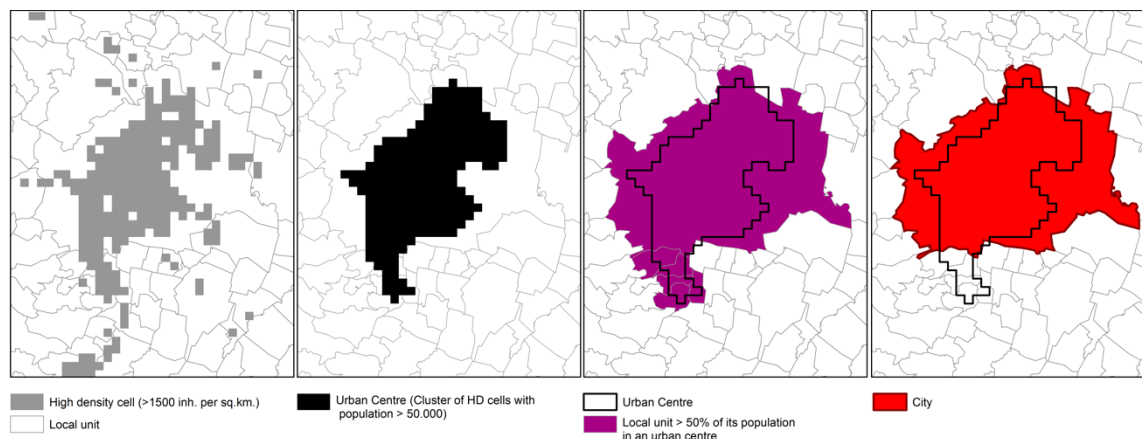 High density cell (>1500 inh. per sq.km.)
Local unit
Urban Centre (Cluster of HD cells with
population > 50.000)
Urban Centre
Local unit > 50% of its population
in an urban centre
City